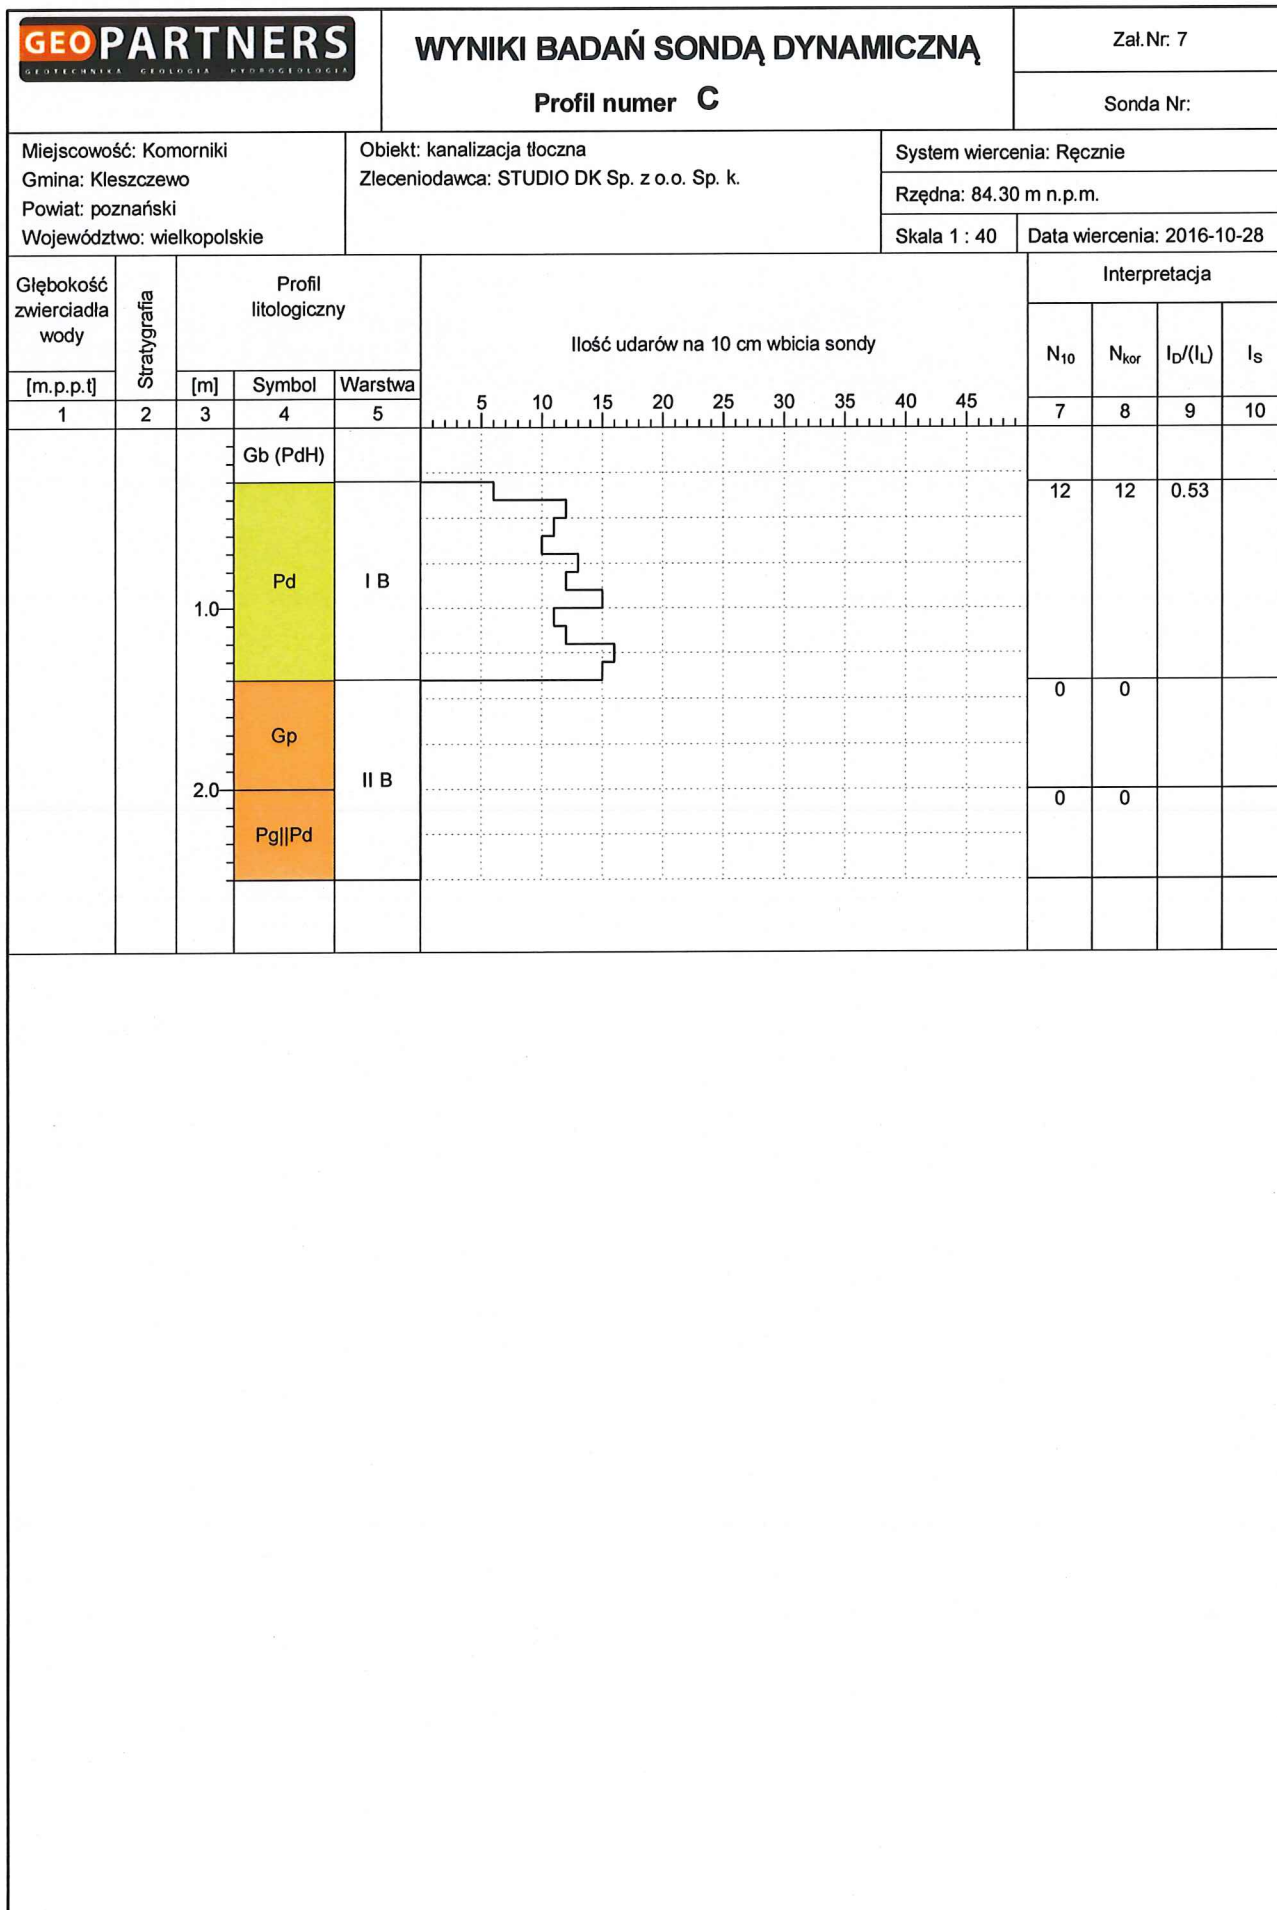 GEOPARTNERS
GEOTECHNIKA GEOLOGIA HYDROGEOLOGIA
WYNIKI BADAŃ SONDĄ DYNAMICZNĄ
Profil numer C
Zał.Nr: 7
Sonda Nr:
Miejscowość: Komorniki
Gmina: Kleszczewo
Powiat: poznański
Województwo: wielkopolskie
Obiekt: kanalizacja tłoczna
Zleceniodawca: STUDIO DK Sp. z o.o. Sp. k.
System wiercenia: Ręcznie
Rzędna: 84.30 m n.p.m.
Skala 1 : 40
Data wiercenia: 2016-10-28
Głębokość
zwierciadła
wody
[m.p.p.t]
Stratygrafia
Profil
litologiczny
[m] Symbol Warstwa
Ilość udarów na 10 cm wbicia sondy
Interpretacja
N10 Nkor ID/(IL) IS
5 10 15 20 25 30 35 40 45
1 2 3 4 5 7 8 9 10
Gb (PdH)
12 12 0.53
Pd I B
1.0
0 0
Gp
II B
2.0
0 0
Pg||Pd